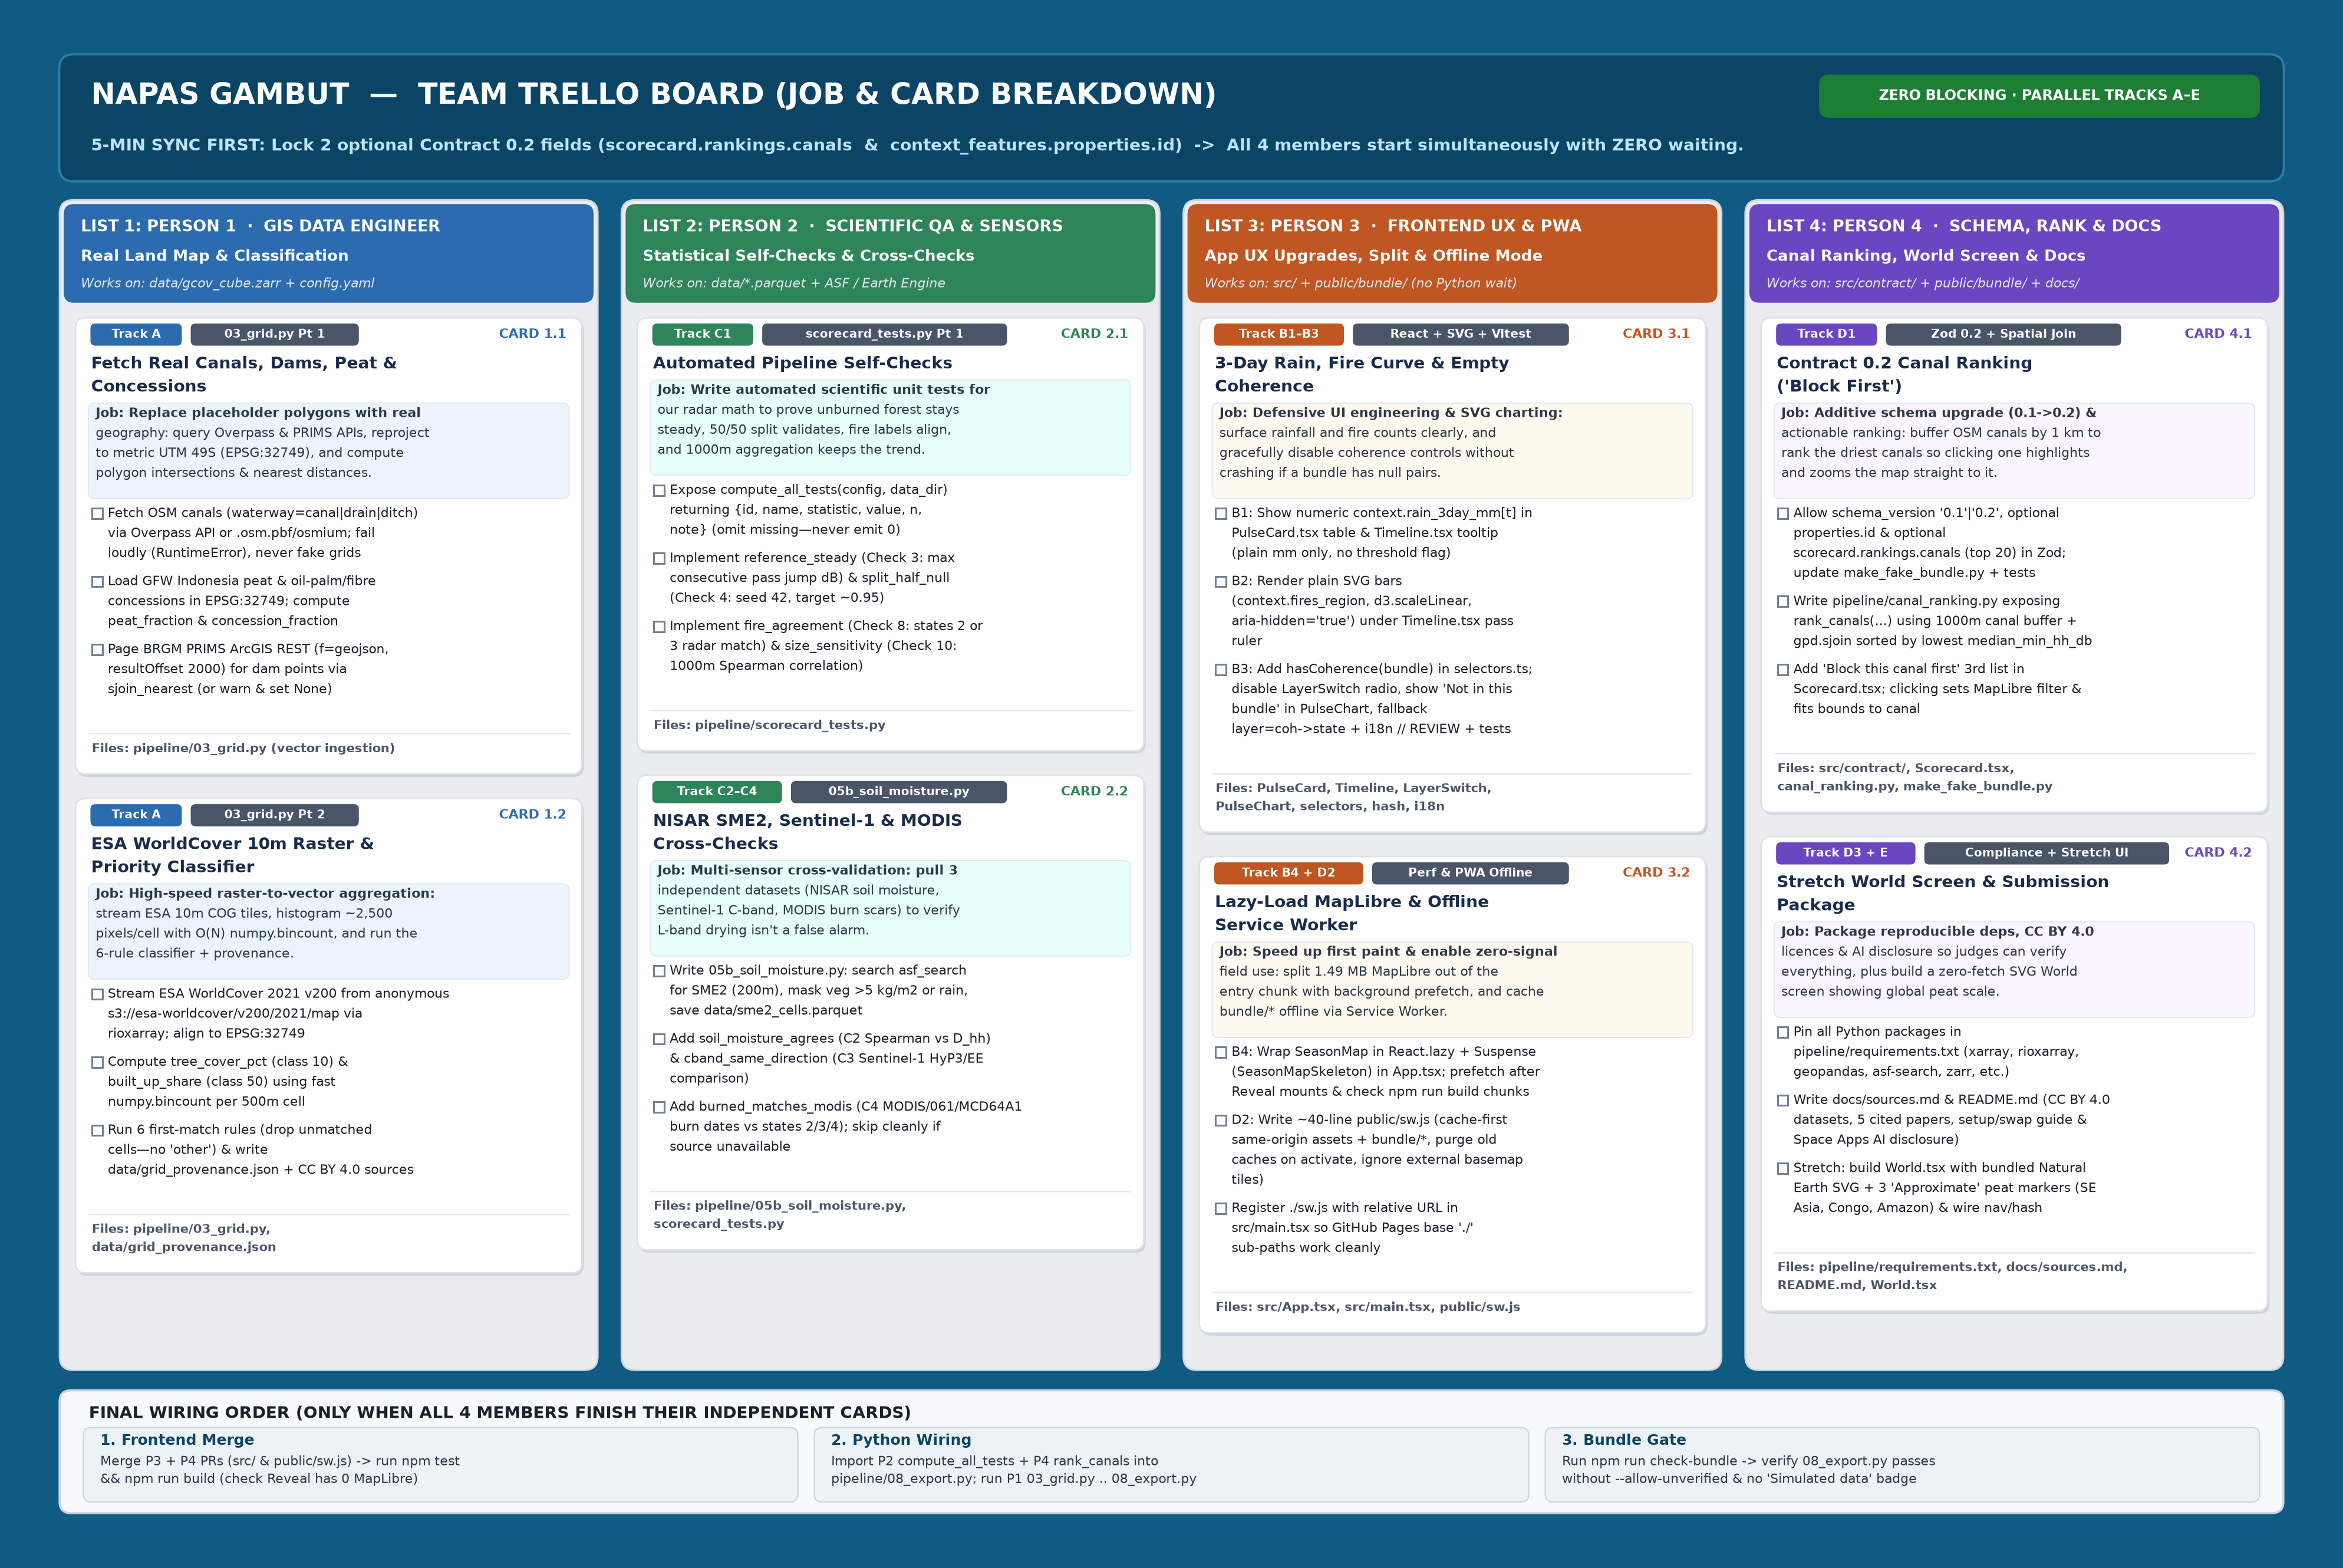 NAPAS GAMBUT — TEAM TRELLO BOARD (JOB & CARD BREAKDOWN)
ZERO BLOCKING · PARALLEL TRACKS A–E
5-MIN SYNC FIRST: Lock 2 optional Contract 0.2 fields (scorecard.rankings.canals & context_features.properties.id) -> All 4 members start simultaneously with ZERO waiting.
LIST 1: PERSON 1 · GIS DATA ENGINEER
Real Land Map & Classification
Works on: data/gcov_cube.zarr + config.yaml
Track A
03_grid.py Pt 1
CARD 1.1
Fetch Real Canals, Dams, Peat &
Concessions
Job: Replace placeholder polygons with real
geography: query Overpass & PRIMS APIs, reproject
to metric UTM 49S (EPSG:32749), and compute
polygon intersections & nearest distances.
Fetch OSM canals (waterway=canal|drain|ditch)
via Overpass API or .osm.pbf/osmium; fail
loudly (RuntimeError), never fake grids
Load GFW Indonesia peat & oil-palm/fibre
concessions in EPSG:32749; compute
peat_fraction & concession_fraction
Page BRGM PRIMS ArcGIS REST (f=geojson,
resultOffset 2000) for dam points via
sjoin_nearest (or warn & set None)
Files: pipeline/03_grid.py (vector ingestion)
Track A
03_grid.py Pt 2
CARD 1.2
ESA WorldCover 10m Raster &
Priority Classifier
Job: High-speed raster-to-vector aggregation:
stream ESA 10m COG tiles, histogram ~2,500
pixels/cell with O(N) numpy.bincount, and run the
6-rule classifier + provenance.
Stream ESA WorldCover 2021 v200 from anonymous
s3://esa-worldcover/v200/2021/map via
rioxarray; align to EPSG:32749
Compute tree_cover_pct (class 10) &
built_up_share (class 50) using fast
numpy.bincount per 500m cell
Run 6 first-match rules (drop unmatched
cells—no 'other') & write
data/grid_provenance.json + CC BY 4.0 sources
Files: pipeline/03_grid.py,
data/grid_provenance.json
LIST 2: PERSON 2 · SCIENTIFIC QA & SENSORS
Statistical Self-Checks & Cross-Checks
Works on: data/*.parquet + ASF / Earth Engine
Track C1
scorecard_tests.py Pt 1
CARD 2.1
Automated Pipeline Self-Checks
Job: Write automated scientific unit tests for
our radar math to prove unburned forest stays
steady, 50/50 split validates, fire labels align,
and 1000m aggregation keeps the trend.
Expose compute_all_tests(config, data_dir)
returning {id, name, statistic, value, n,
note} (omit missing—never emit 0)
Implement reference_steady (Check 3: max
consecutive pass jump dB) & split_half_null
(Check 4: seed 42, target ~0.95)
Implement fire_agreement (Check 8: states 2 or
3 radar match) & size_sensitivity (Check 10:
1000m Spearman correlation)
Files: pipeline/scorecard_tests.py
Track C2–C4
05b_soil_moisture.py
CARD 2.2
NISAR SME2, Sentinel-1 & MODIS
Cross-Checks
Job: Multi-sensor cross-validation: pull 3
independent datasets (NISAR soil moisture,
Sentinel-1 C-band, MODIS burn scars) to verify
L-band drying isn't a false alarm.
Write 05b_soil_moisture.py: search asf_search
for SME2 (200m), mask veg >5 kg/m2 or rain,
save data/sme2_cells.parquet
Add soil_moisture_agrees (C2 Spearman vs D_hh)
& cband_same_direction (C3 Sentinel-1 HyP3/EE
comparison)
Add burned_matches_modis (C4 MODIS/061/MCD64A1
burn dates vs states 2/3/4); skip cleanly if
source unavailable
Files: pipeline/05b_soil_moisture.py,
scorecard_tests.py
LIST 3: PERSON 3 · FRONTEND UX & PWA
App UX Upgrades, Split & Offline Mode
Works on: src/ + public/bundle/ (no Python wait)
Track B1–B3
React + SVG + Vitest
CARD 3.1
3-Day Rain, Fire Curve & Empty
Coherence
Job: Defensive UI engineering & SVG charting:
surface rainfall and fire counts clearly, and
gracefully disable coherence controls without
crashing if a bundle has null pairs.
B1: Show numeric context.rain_3day_mm[t] in
PulseCard.tsx table & Timeline.tsx tooltip
(plain mm only, no threshold flag)
B2: Render plain SVG bars
(context.fires_region, d3.scaleLinear,
aria-hidden='true') under Timeline.tsx pass
ruler
B3: Add hasCoherence(bundle) in selectors.ts;
disable LayerSwitch radio, show 'Not in this
bundle' in PulseChart, fallback
layer=coh->state + i18n // REVIEW + tests
Files: PulseCard, Timeline, LayerSwitch,
PulseChart, selectors, hash, i18n
Track B4 + D2
Perf & PWA Offline
CARD 3.2
Lazy-Load MapLibre & Offline
Service Worker
Job: Speed up first paint & enable zero-signal
field use: split 1.49 MB MapLibre out of the
entry chunk with background prefetch, and cache
bundle/* offline via Service Worker.
B4: Wrap SeasonMap in React.lazy + Suspense
(SeasonMapSkeleton) in App.tsx; prefetch after
Reveal mounts & check npm run build chunks
D2: Write ~40-line public/sw.js (cache-first
same-origin assets + bundle/*, purge old
caches on activate, ignore external basemap
tiles)
Register ./sw.js with relative URL in
src/main.tsx so GitHub Pages base './'
sub-paths work cleanly
Files: src/App.tsx, src/main.tsx, public/sw.js
LIST 4: PERSON 4 · SCHEMA, RANK & DOCS
Canal Ranking, World Screen & Docs
Works on: src/contract/ + public/bundle/ + docs/
Track D1
Zod 0.2 + Spatial Join
CARD 4.1
Contract 0.2 Canal Ranking
('Block First')
Job: Additive schema upgrade (0.1->0.2) &
actionable ranking: buffer OSM canals by 1 km to
rank the driest canals so clicking one highlights
and zooms the map straight to it.
Allow schema_version '0.1'|'0.2', optional
properties.id & optional
scorecard.rankings.canals (top 20) in Zod;
update make_fake_bundle.py + tests
Write pipeline/canal_ranking.py exposing
rank_canals(...) using 1000m canal buffer +
gpd.sjoin sorted by lowest median_min_hh_db
Add 'Block this canal first' 3rd list in
Scorecard.tsx; clicking sets MapLibre filter &
fits bounds to canal
Files: src/contract/, Scorecard.tsx,
canal_ranking.py, make_fake_bundle.py
Track D3 + E
Compliance + Stretch UI
CARD 4.2
Stretch World Screen & Submission
Package
Job: Package reproducible deps, CC BY 4.0
licences & AI disclosure so judges can verify
everything, plus build a zero-fetch SVG World
screen showing global peat scale.
Pin all Python packages in
pipeline/requirements.txt (xarray, rioxarray,
geopandas, asf-search, zarr, etc.)
Write docs/sources.md & README.md (CC BY 4.0
datasets, 5 cited papers, setup/swap guide &
Space Apps AI disclosure)
Stretch: build World.tsx with bundled Natural
Earth SVG + 3 'Approximate' peat markers (SE
Asia, Congo, Amazon) & wire nav/hash
Files: pipeline/requirements.txt, docs/sources.md,
README.md, World.tsx
FINAL WIRING ORDER (ONLY WHEN ALL 4 MEMBERS FINISH THEIR INDEPENDENT CARDS)
1. Frontend Merge
Merge P3 + P4 PRs (src/ & public/sw.js) -> run npm test
&& npm run build (check Reveal has 0 MapLibre)
2. Python Wiring
Import P2 compute_all_tests + P4 rank_canals into
pipeline/08_export.py; run P1 03_grid.py .. 08_export.py
3. Bundle Gate
Run npm run check-bundle -> verify 08_export.py passes
without --allow-unverified & no 'Simulated data' badge